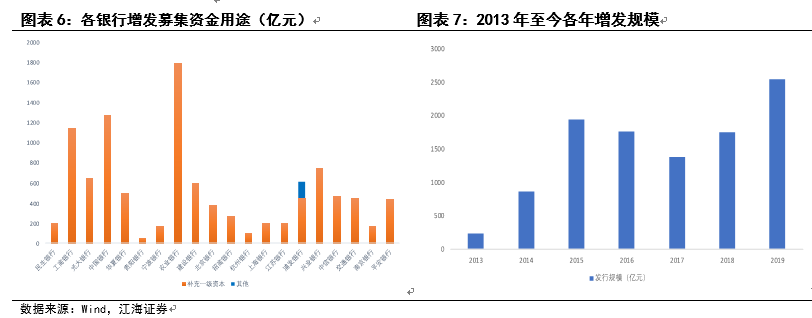 图表 6：各银行增发募集资金用途（亿元）
2000
1800
1600
1400
1200
1000
800
600
400
200
0
民生银行
工商银行
光大银行
中国银行
华夏银行
贵阳银行
宁波银行
农业银行
建设银行
北京银行
招商银行
杭州银行
上海银行
江苏银行
浦发银行
兴业银行
中信银行
交通银行
南京银行
平安银行
补充一级资本
其他
图表 7：2013 年至今各年增发规模
3000
2500
2000
1500
1000
500
0
2013
2014
2015
2016
2017
2018
2019
发行规模（亿元）
数据来源：Wind，江海证券